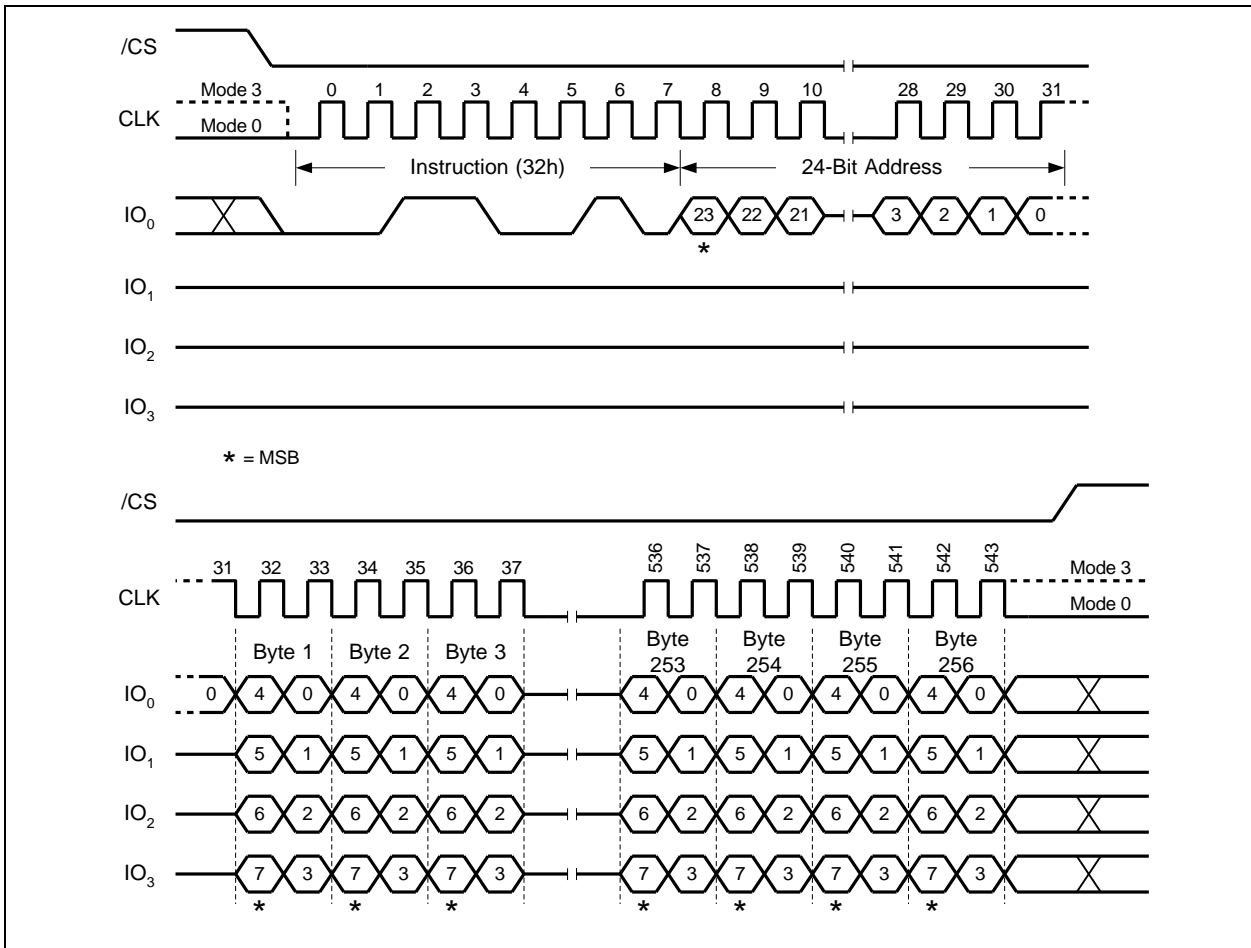 /CS
Mode 3 0 1 2 3 4 5 6 7 8 9 10 28 29 30 31
CLK
Mode 0
Instruction (32h) 24-Bit Address
IO0 23 22 21 3 2 1 0
*
IO1
IO2
IO3
* = MSB
/CS
31 32 33 34 35 36 37 536 537 538 539 540 541 542 543 Mode 3
CLK
Mode 0
Byte 1 Byte 2 Byte 3 Byte 253 Byte 254 Byte 255 Byte 256
IO0 0 4 0 4 0 4 0 4 0 4 0 4 0 4 0
IO1 5 1 5 1 5 1 5 1 5 1 5 1 5 1
IO2 6 2 6 2 6 2 6 2 6 2 6 2 6 2
IO3 7 3 7 3 7 3 7 3 7 3 7 3 7 3
* * * * * * *